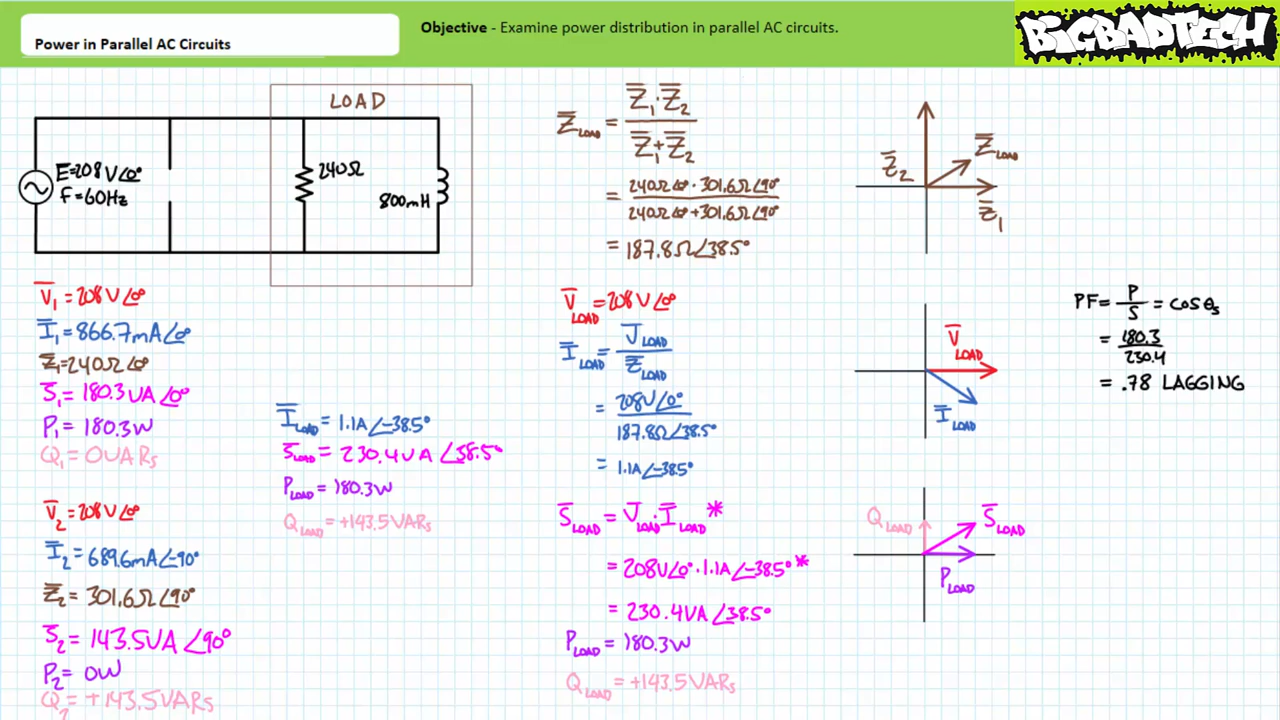 Power in Parallel AC Circuits
Objective - Examine power distribution in parallel AC circuits.
BIGBADTECH
LOAD
E=208V∠0°
F=60Hz
240Ω
800mH
V̅₁=208V∠0°
I̅₁=866.7mA∠0°
Z̅₁=240Ω∠0°
S̅₁=180.3VA∠0°
P₁=180.3W
Q₁=0VARs
V̅₂=208V∠0°
I̅₂=689.6mA∠-90°
Z̅₂=301.6Ω∠90°
S̅₂=143.5VA∠90°
P₂=0W
Q₂=+143.5VARs
I̅LOAD=1.1A∠-38.5°
S̅LOAD=230.4VA∠38.5°
PLOAD=180.3W
QLOAD=+143.5VARs
Z̅LOAD = Z̅₁·Z̅₂
Z̅₁+Z̅₂
= 240Ω∠0°·301.6Ω∠90°
240Ω∠0°+301.6Ω∠90°
=187.8Ω∠38.5°
V̅LOAD=208V∠0°
I̅LOAD = V̅LOAD
Z̅LOAD
= 208V∠0°
187.8Ω∠38.5°
= 1.1A∠-38.5°
S̅LOAD = V̅LOAD·I̅LOAD*
= 208V∠0°·1.1A∠-38.5°*
= 230.4VA∠38.5°
PLOAD=180.3W
QLOAD=+143.5VARs
Z̅₂
Z̅LOAD
Z̅₁
V̅LOAD
I̅LOAD
QLOAD
S̅LOAD
PLOAD
PF= P = COSθs
S
= 180.3
230.4
= .78 LAGGING